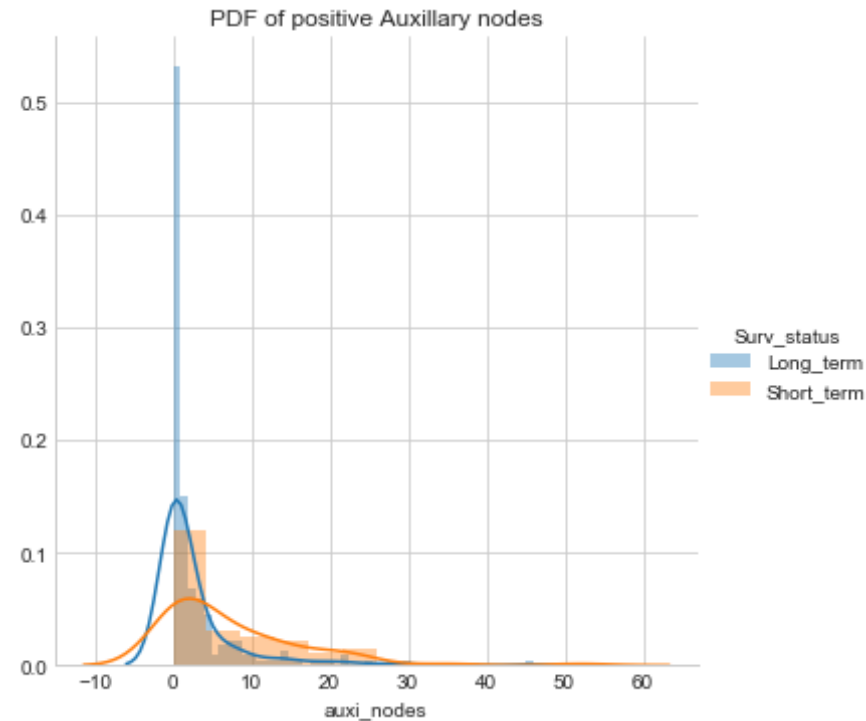 PDF of positive Auxillary nodes
0.5
0.4
0.3
0.2
0.1
0.0
−10 0 10 20 30 40 50 60
auxi_nodes
Surv_status
Long_term
Short_term